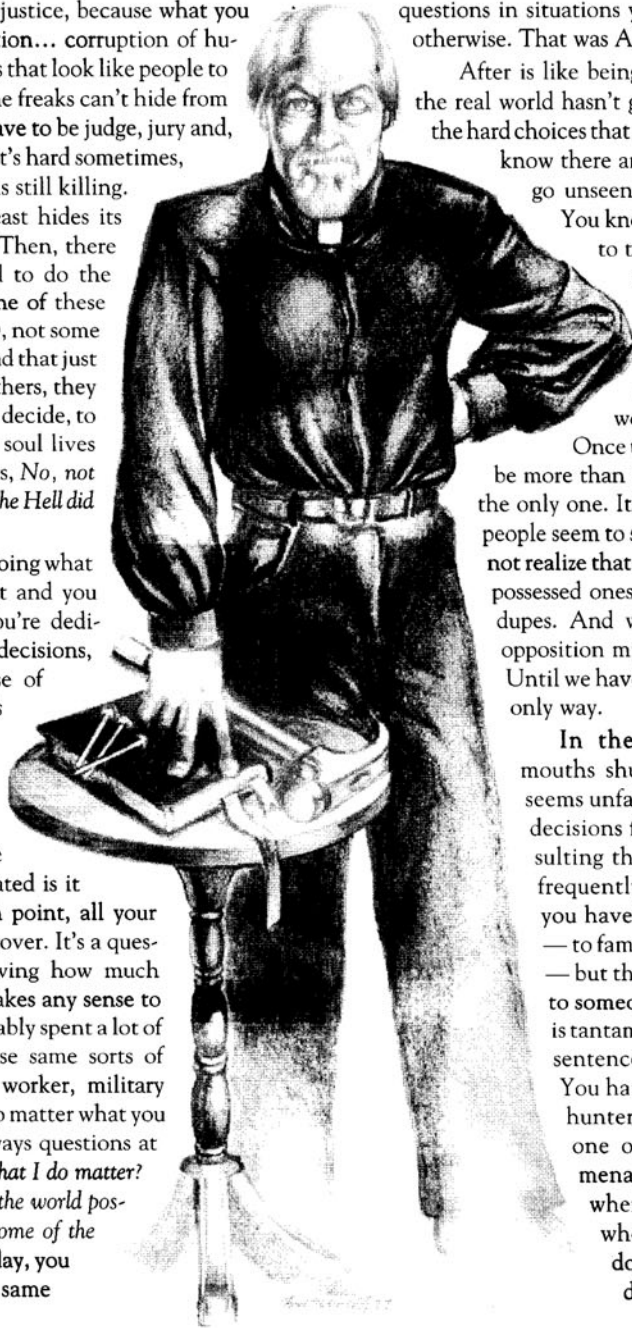 justice, because what you
tion... corruption of hu-
s that look like people to
e freaks can't hide from
ave to be judge, jury and,
t's hard sometimes,
s still killing.
east hides its
Then, there
l to do the
ne of these
, not some
nd that just
thers, they
decide, to
soul lives
s, No, not
he Hell did
oing what
t and you
ou're dedi-
decisions,
se of
s
e
ated is it
n point, all your
over. It's a ques-
ving how much
akes any sense to
ably spent a lot of
se same sorts of
worker, military
o matter what you
ways questions at
hat I do matter?
the world pos-
ome of the
lay, you
same
questions in situations y
otherwise. That was A
After is like being
the real world hasn't g
the hard choices that
know there ar
go unseen
You kno
to t
we
Once t
be more than
the only one. It
people seem to s
not realize that
possessed ones
dupes. And w
opposition mi
Until we have
only way.
In the
mouths shu
seems unfa
decisions f
sulting th
frequently
you have
— to fam
— but th
to someo
is tantam
sentence
You ha
hunter
one o
mena
whe
who
do
d